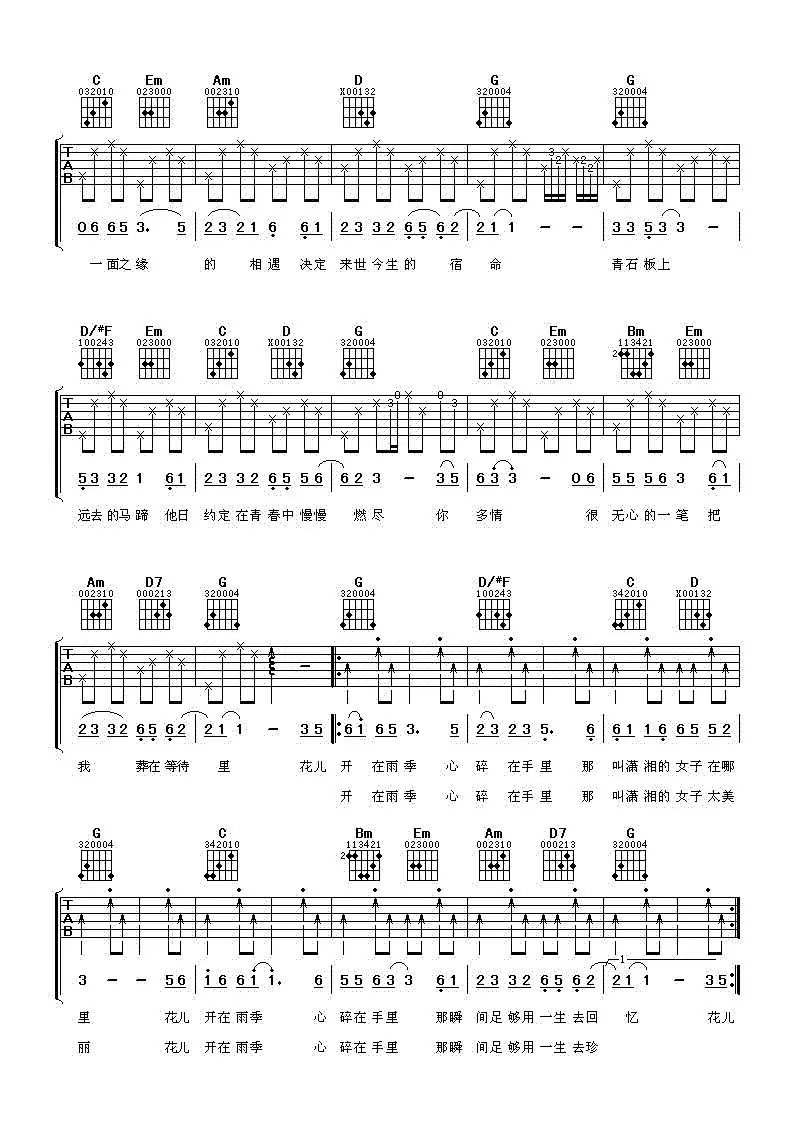 C Em Am D G G
032010 023000 002310 X00132 320004 320004
T A B
3 2 2 2
0 6 6 5 3. 5 2 3 2 1 6 6 1 2 3 3 2 6 5 6 2 2 1 1 - - 3 3 5 3 3 -
一面之缘 的 相遇 决定 来世今生的 宿 命 青石板上
D/#F Em C D G C Em Bm Em
100243 023000 032010 X00132 320004 032010 023000 2 113421 023000
T A B
3 0 0 3
5 3 3 2 1 6 1 2 3 3 2 6 5 5 6 6 2 3 - 3 5 6 3 3 - 0 6 5 5 5 6 3 6 1
远去的马蹄 他日 约定在青春中慢慢 燃尽 你 多情 很 无心的一笔 把
Am D7 G G D/#F C D
002310 000213 320004 320004 100243 342010 X00132
T A B
2 3 3 2 6 5 6 2 2 1 1 - 3 5 6 1 6 5 3. 5 2 3 2 3 5. 6 6 1 1 6 6 5 5 2
我 葬在等待 里 花儿 开 在雨季 心 碎 在手里 那 叫潇湘的女子在哪
开 在雨季 心 碎 在手里 那 叫潇湘的女子太美
G C Bm Em Am D7 G
320004 342010 2 113421 023000 002310 000213 320004
T A B
1
3 - - 5 6 1 6 6 1 1. 6 5 5 6 3 3 6 1 2 3 3 2 6 5 6 2 2 1 1 - 3 5
里 花儿 开在雨季 心 碎在手里 那瞬 间足够用一生去回 忆 花儿
丽 花儿 开在雨季 心 碎在手里 那瞬 间足够用一生去珍